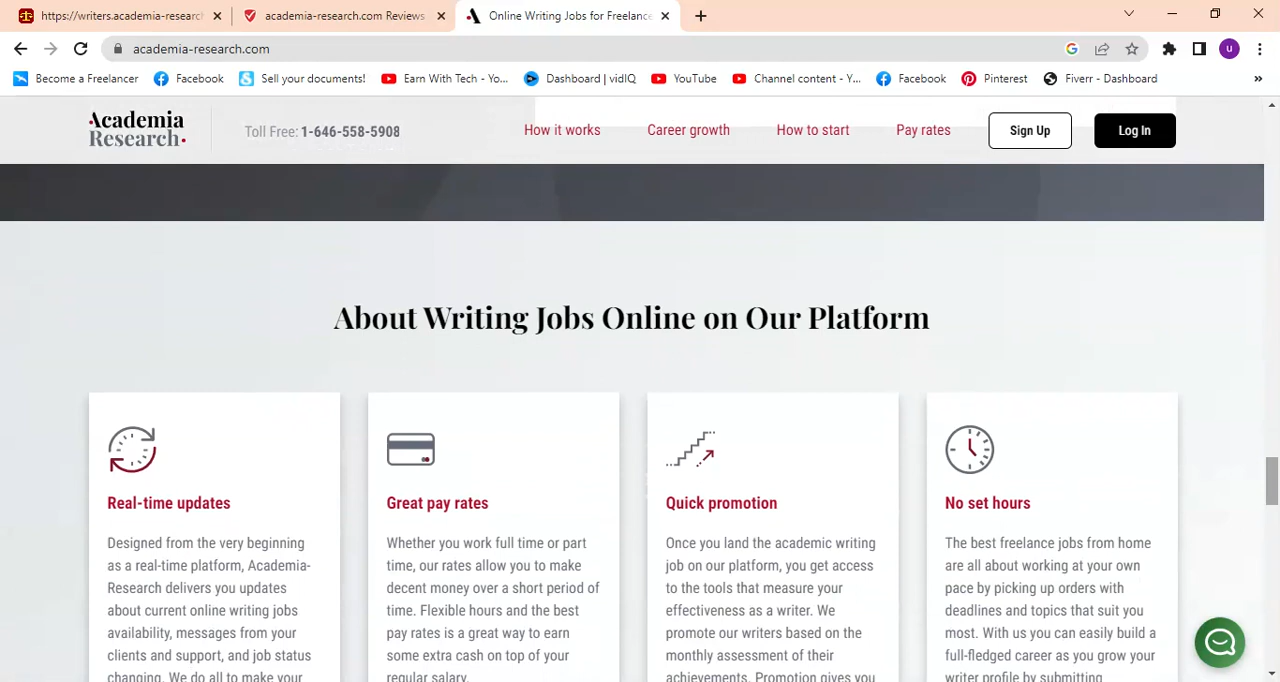 https://writers.academia-research
academia-research.com Reviews
Online Writing Jobs for Freelance
academia-research.com
u
Become a Freelancer
Facebook
Sell your documents!
Earn With Tech - Yo...
Dashboard | vidIQ
YouTube
Channel content - Y...
Facebook
Pinterest
Fiverr - Dashboard
Academia
Research
Toll Free: 1-646-558-5908
How it works
Career growth
How to start
Pay rates
Sign Up
Log In
About Writing Jobs Online on Our Platform
Real-time updates
Designed from the very beginning
as a real-time platform, Academia-
Research delivers you updates
about current online writing jobs
availability, messages from your
clients and support, and job status
changing. We do all to make your
Great pay rates
Whether you work full time or part
time, our rates allow you to make
decent money over a short period of
time. Flexible hours and the best
pay rates is a great way to earn
some extra cash on top of your
regular salary.
Quick promotion
Once you land the academic writing
job on our platform, you get access
to the tools that measure your
effectiveness as a writer. We
promote our writers based on the
monthly assessment of their
achievements. Promotion gives you
No set hours
The best freelance jobs from home
are all about working at your own
pace by picking up orders with
deadlines and topics that suit you
most. With us you can easily build a
full-fledged career as you grow your
writer profile by submitting